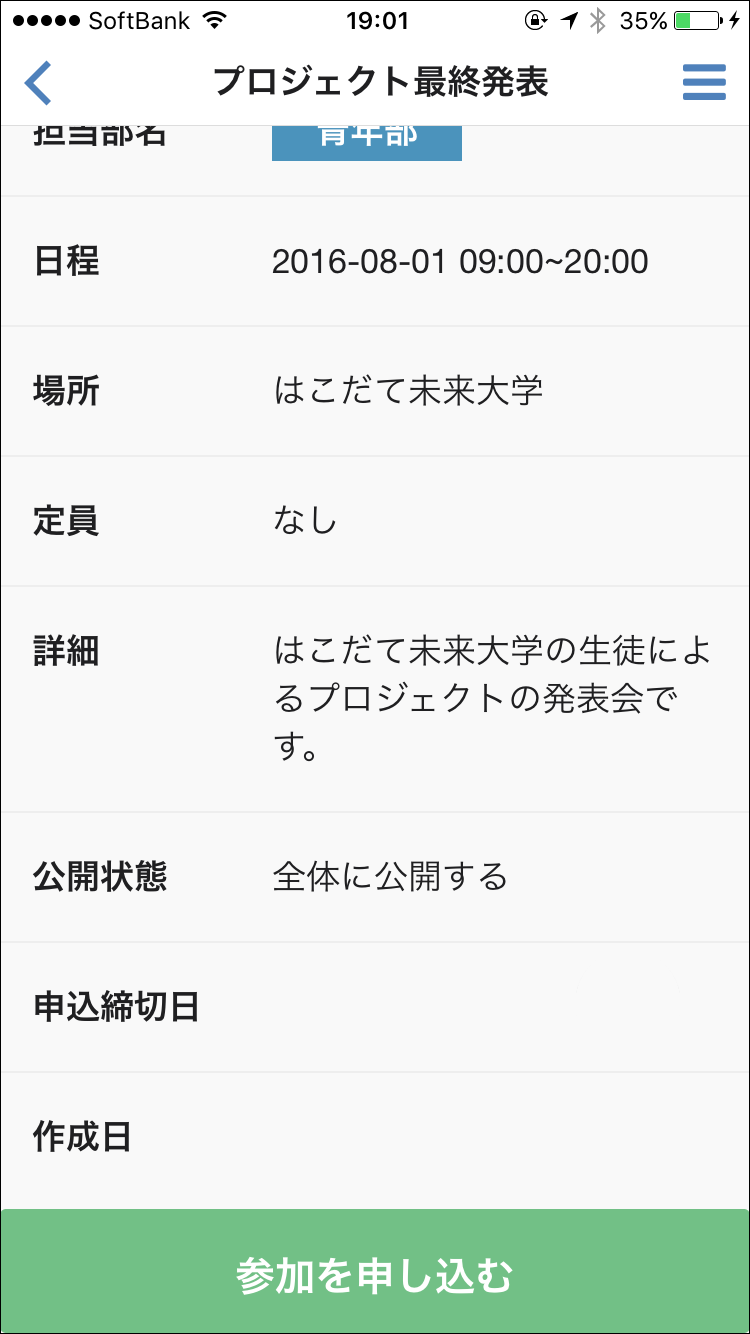 SoftBank 19:01 35%
プロジェクト最終発表
担当部名 青年部
日程 2016-08-01 09:00~20:00
場所 はこだて未来大学
定員 なし
詳細 はこだて未来大学の生徒によ
るプロジェクトの発表会で
す。
公開状態 全体に公開する
申込締切日
作成日
参加を申し込む